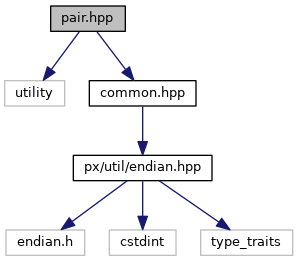 pair.hpp
utility
common.hpp
px/util/endian.hpp
endian.h
cstdint
type_traits